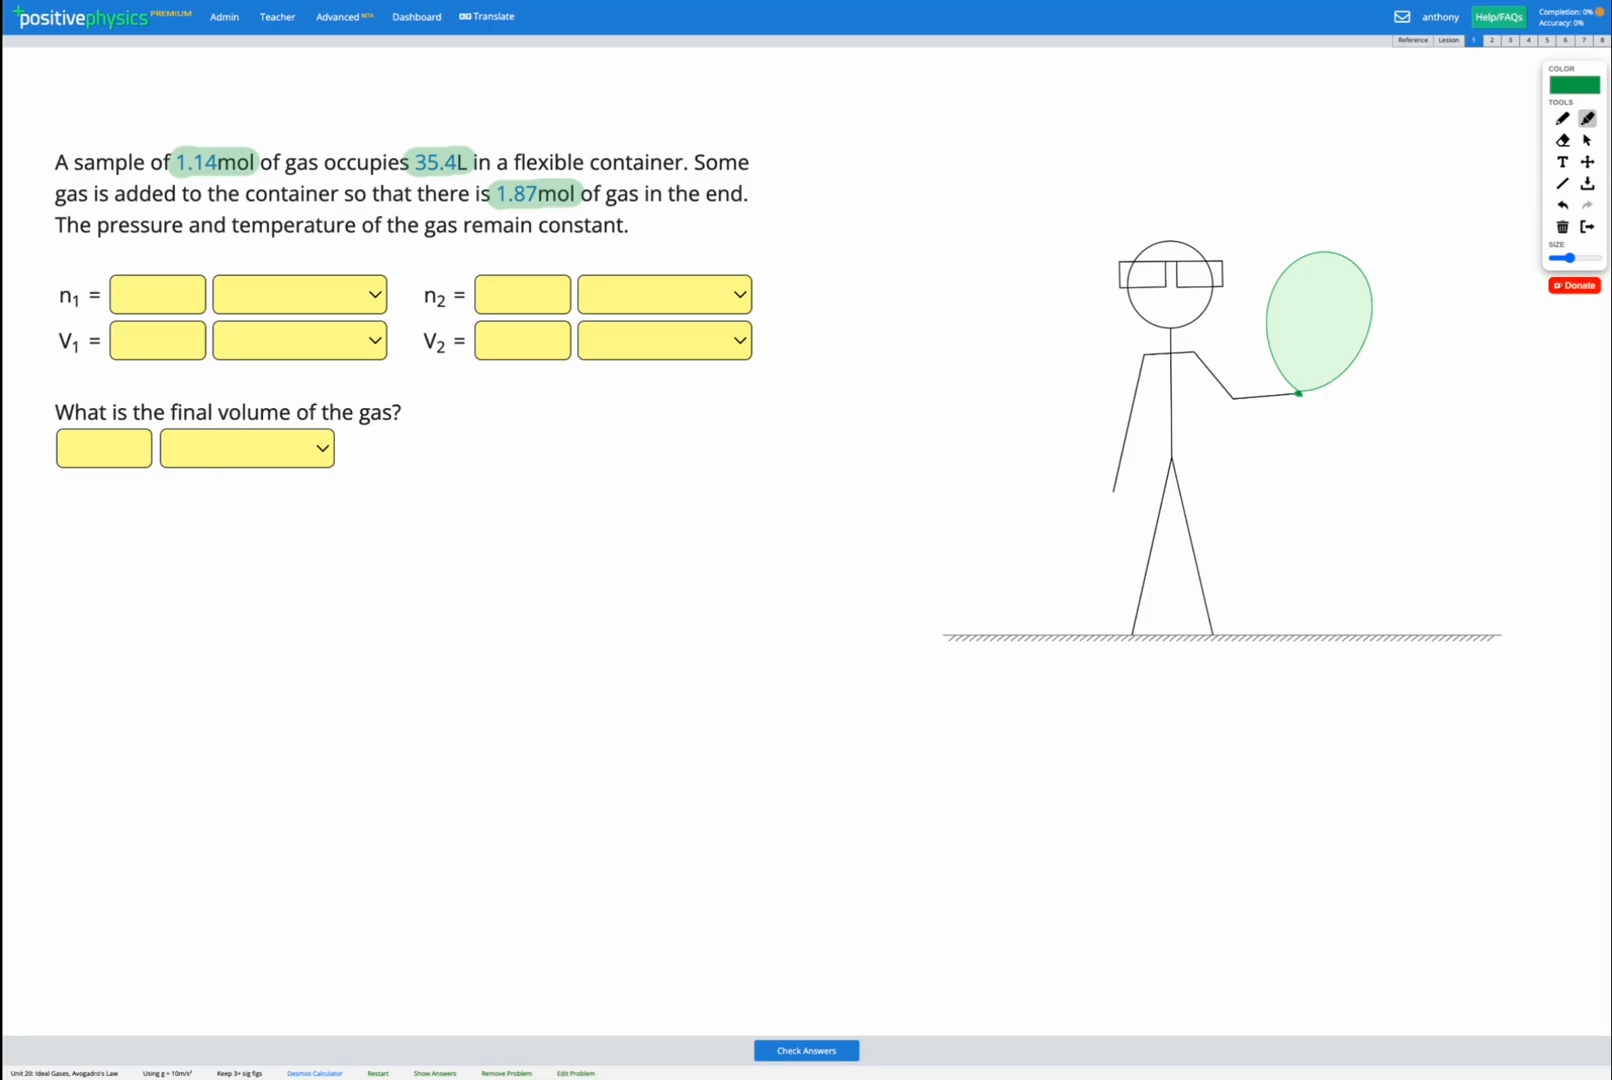 +positivephysics PREMIUM Admin Teacher Advanced BETA Dashboard Translate anthony Help/FAQs Completion: 0%
Accuracy: 0%
Reference Lesson 1 2 3 4 5 6 7 8
COLOR
TOOLS
T
SIZE
Donate
A sample of 1.14mol of gas occupies 35.4L in a flexible container. Some
gas is added to the container so that there is 1.87mol of gas in the end.
The pressure and temperature of the gas remain constant.
n₁ = n₂ =
V₁ = V₂ =
What is the final volume of the gas?
Check Answers
Unit 20: Ideal Gases, Avogadro's Law Using g = 10m/s² Keep 3+ sig figs Desmos Calculator Restart Show Answers Remove Problem Edit Problem